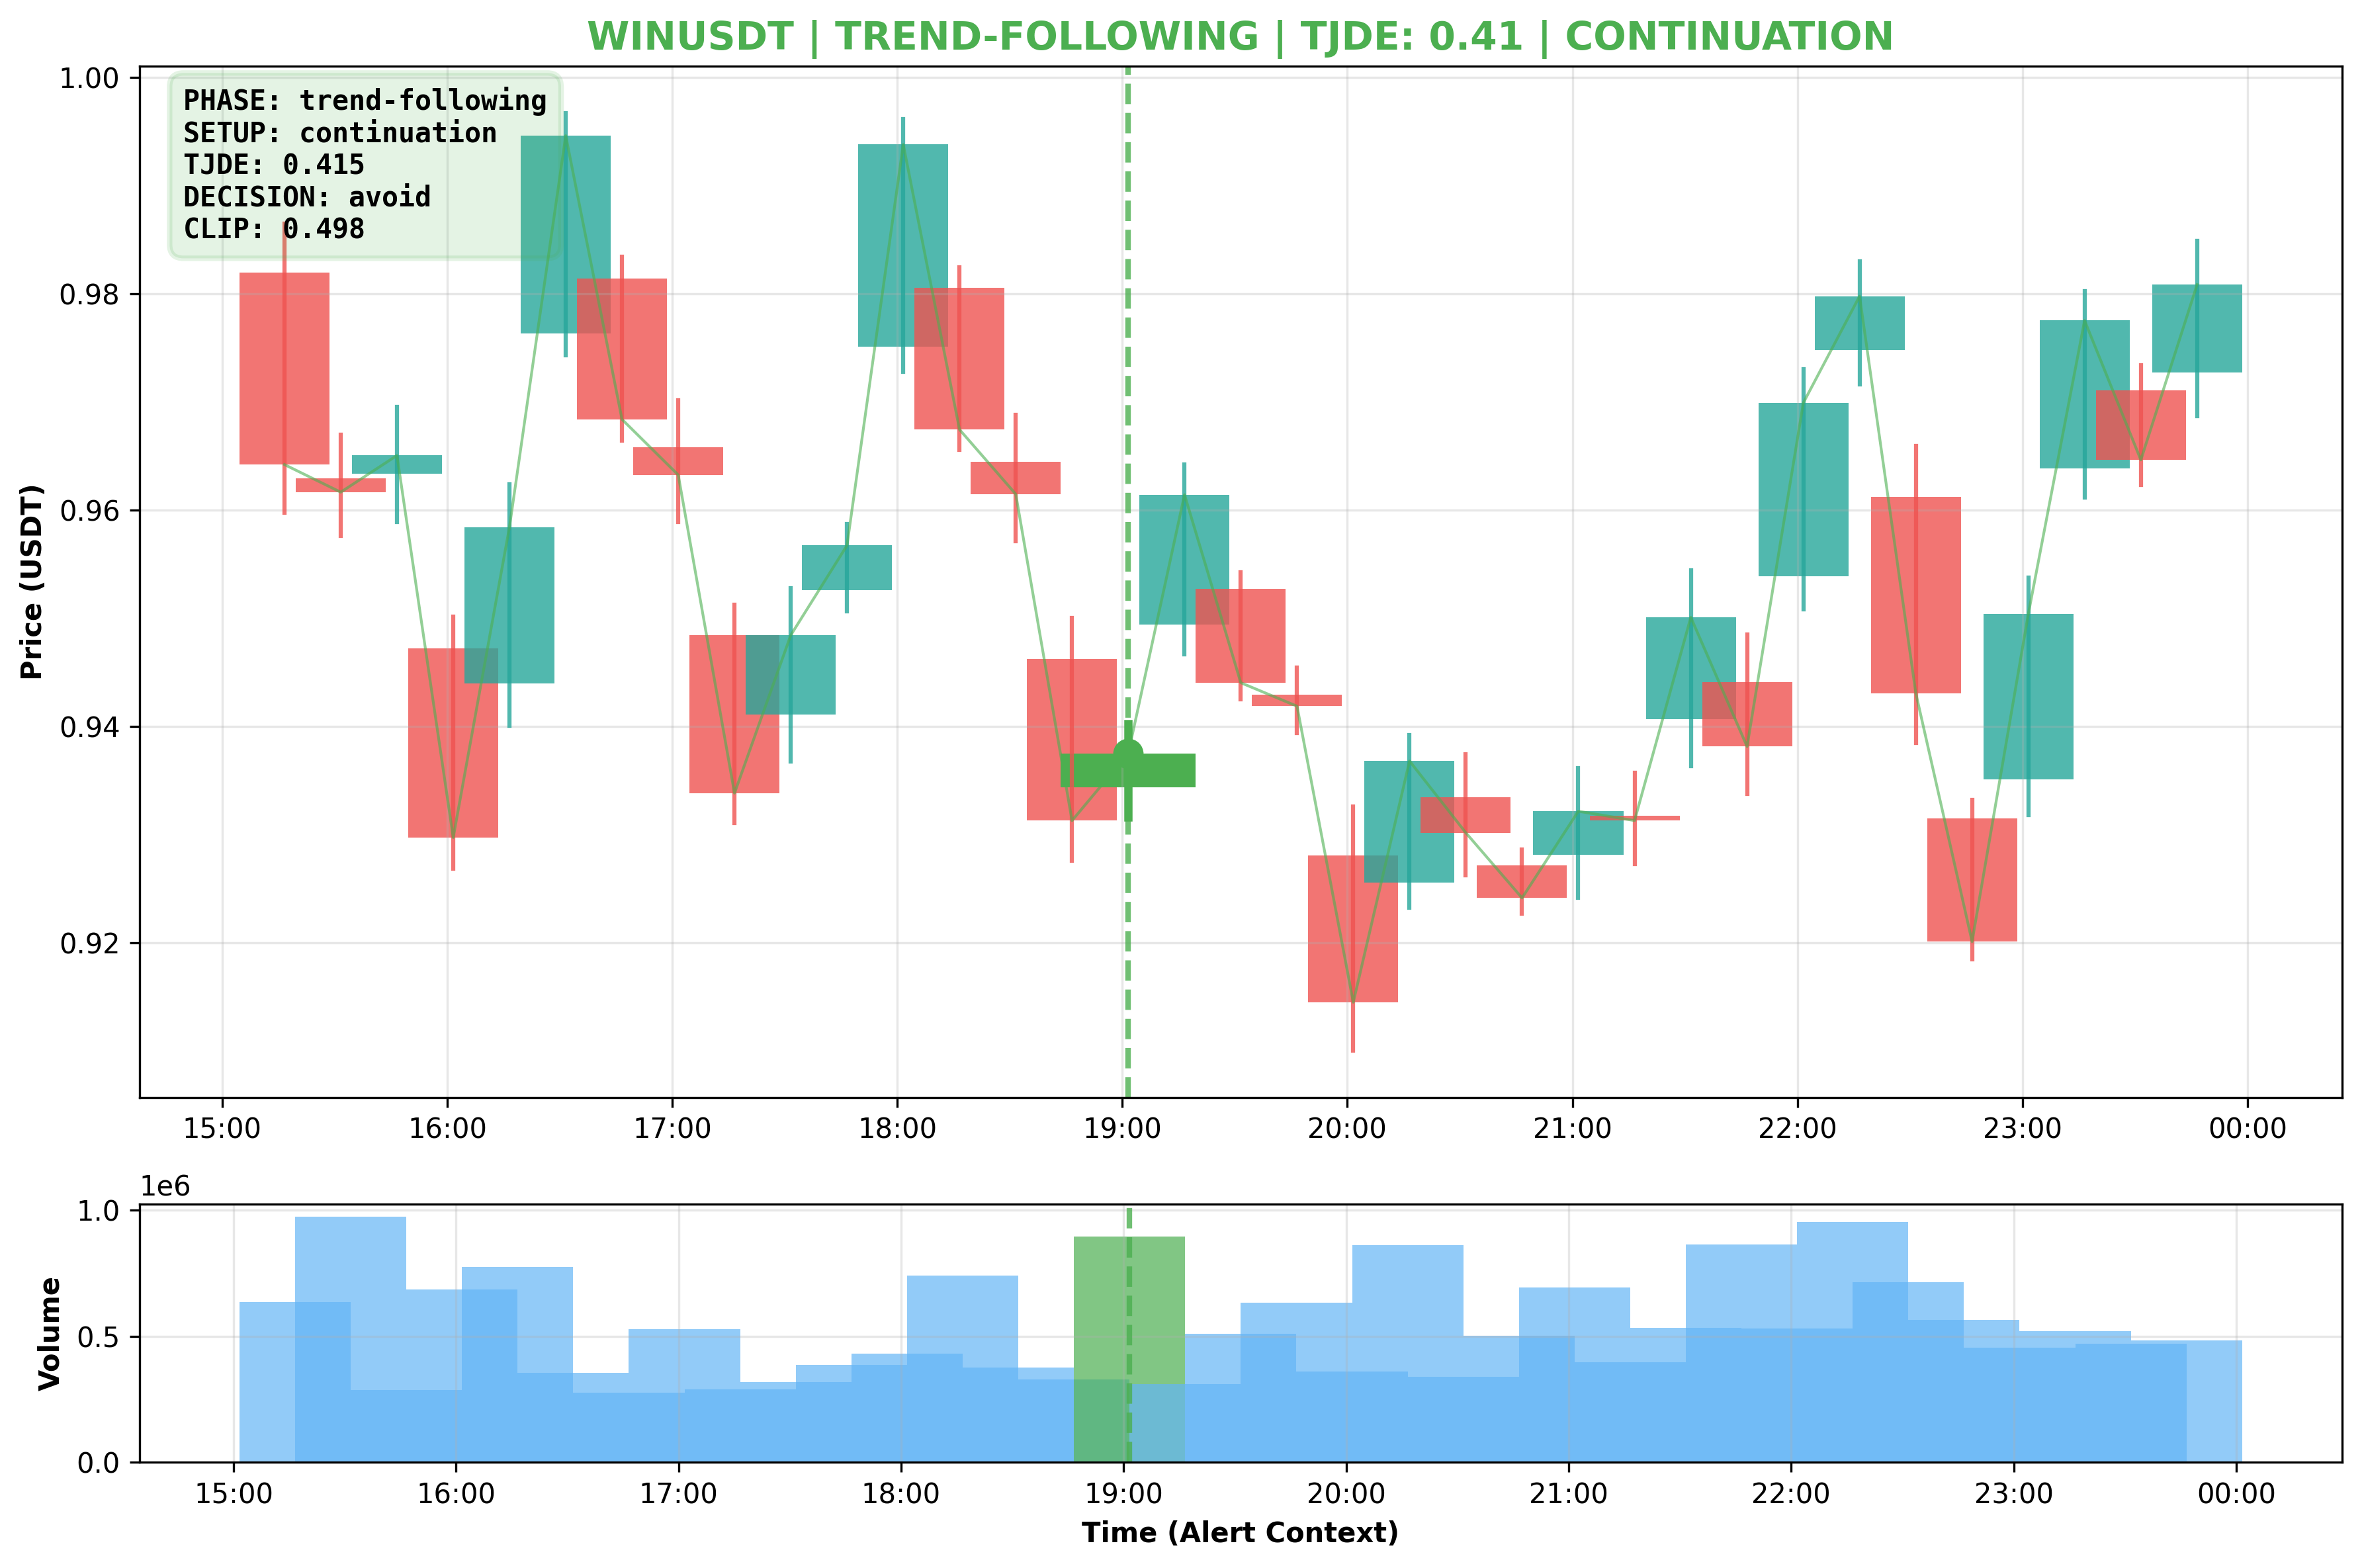 WINUSDT | TREND-FOLLOWING | TJDE: 0.41 | CONTINUATION
PHASE: trend-following
SETUP: continuation
TJDE: 0.415
DECISION: avoid
CLIP: 0.498
Price (USDT)
1.00
0.98
0.96
0.94
0.92
15:00 16:00 17:00 18:00 19:00 20:00 21:00 22:00 23:00 00:00
1e6
Volume
1.0
0.5
0.0
15:00 16:00 17:00 18:00 19:00 20:00 21:00 22:00 23:00 00:00
Time (Alert Context)